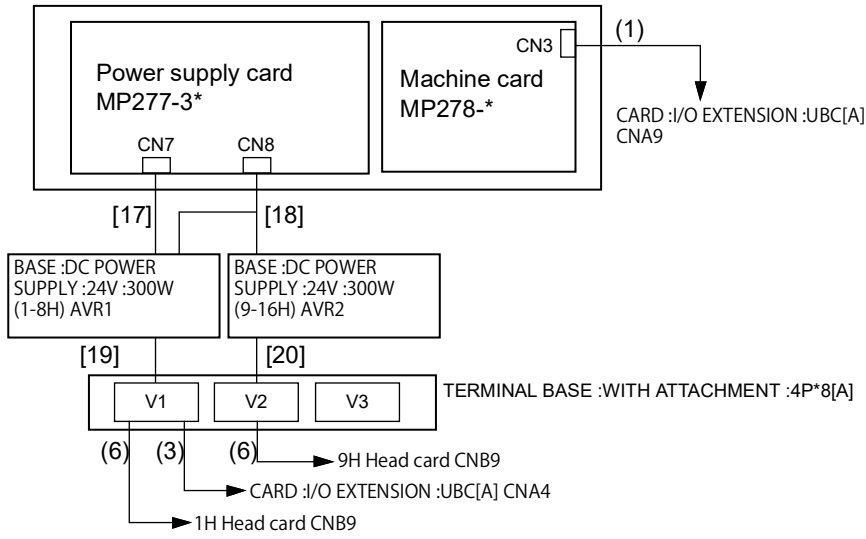 (1)
CN3
Power supply card
MP277-3*
Machine card
MP278-*
CARD :I/O EXTENSION :UBC[A]
CNA9
CN7
CN8
[17]
[18]
BASE :DC POWER
SUPPLY :24V :300W
(1-8H) AVR1
BASE :DC POWER
SUPPLY :24V :300W
(9-16H) AVR2
[19]
[20]
TERMINAL BASE :WITH ATTACHMENT :4P*8[A]
V1
V2
V3
(6)
(3)
(6)
9H Head card CNB9
CARD :I/O EXTENSION :UBC[A] CNA4
1H Head card CNB9